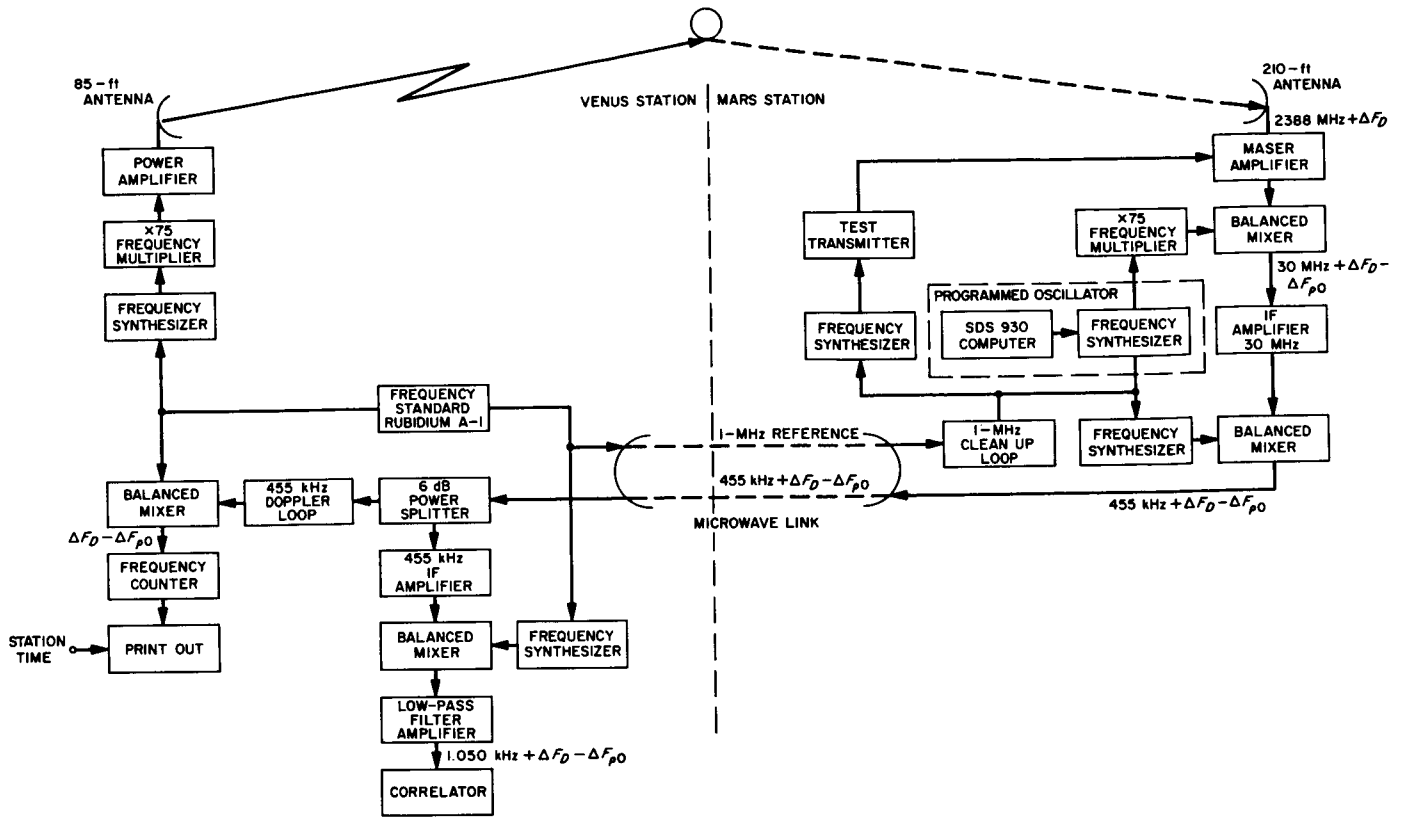 85-ft
ANTENNA
VENUS STATION
MARS STATION
210-ft
ANTENNA
2388 MHz + ΔF_D
POWER
AMPLIFIER
×75
FREQUENCY
MULTIPLIER
FREQUENCY
SYNTHESIZER
FREQUENCY
STANDARD
RUBIDIUM A-1
BALANCED
MIXER
455 kHz
DOPPLER
LOOP
6 dB
POWER
SPLITTER
ΔF_D − ΔF_ρ0
FREQUENCY
COUNTER
STATION
TIME
PRINT OUT
455 kHz
IF
AMPLIFIER
BALANCED
MIXER
FREQUENCY
SYNTHESIZER
LOW-PASS
FILTER
AMPLIFIER
1.050 kHz + ΔF_D − ΔF_ρ0
CORRELATOR
1-MHz REFERENCE
455 kHz + ΔF_D − ΔF_ρ0
MICROWAVE LINK
MASER
AMPLIFIER
TEST
TRANSMITTER
×75
FREQUENCY
MULTIPLIER
BALANCED
MIXER
30 MHz + ΔF_D −
ΔF_ρ0
PROGRAMMED OSCILLATOR
SDS 930
COMPUTER
FREQUENCY
SYNTHESIZER
FREQUENCY
SYNTHESIZER
IF
AMPLIFIER
30 MHz
1-MHz
CLEAN UP
LOOP
FREQUENCY
SYNTHESIZER
BALANCED
MIXER
455 kHz + ΔF_D − ΔF_ρ0